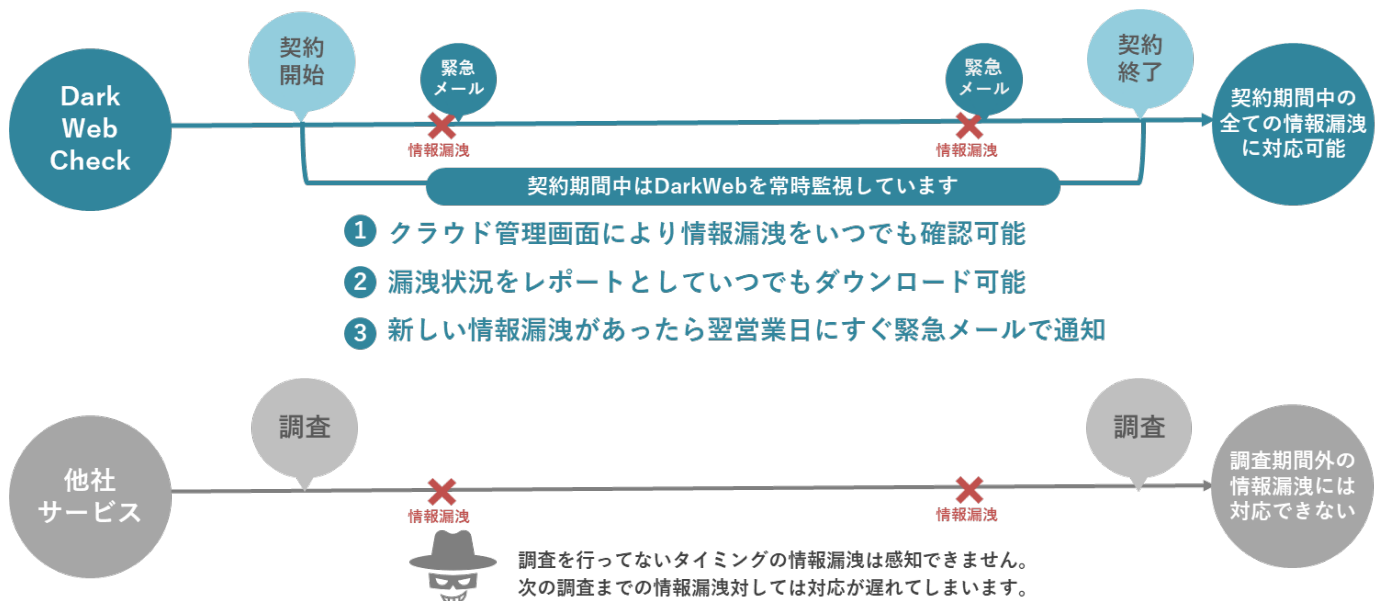 契約
開始
緊急
メール
緊急
メール
契約
終了
Dark
Web
Check
契約期間中の
全ての情報漏洩
に対応可能
情報漏洩
情報漏洩
契約期間中はDarkWebを常時監視しています
1 クラウド管理画面により情報漏洩をいつでも確認可能
2 漏洩状況をレポートとしていつでもダウンロード可能
3 新しい情報漏洩があったら翌営業日にすぐ緊急メールで通知
調査
調査
他社
サービス
調査期間外の
情報漏洩には
対応できない
情報漏洩
情報漏洩
調査を行ってないタイミングの情報漏洩は感知できません。
次の調査までの情報漏洩対しては対応が遅れてしまいます。